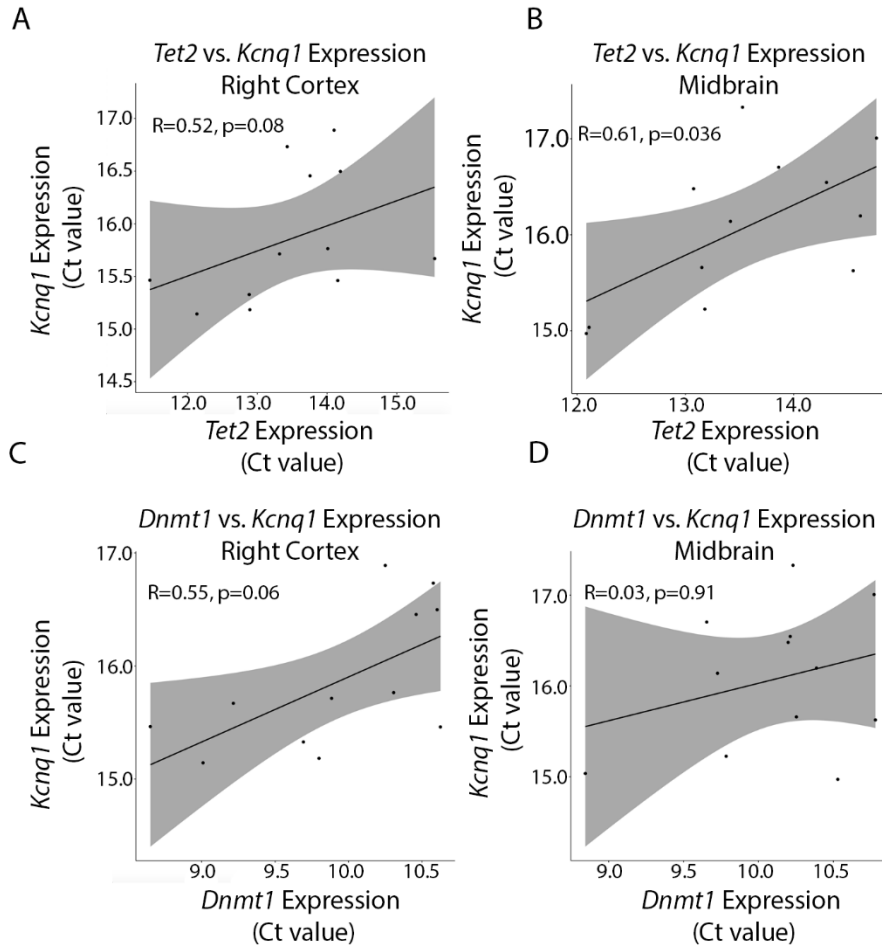 A
Tet2 vs. Kcnq1 Expression
Right Cortex
R=0.52, p=0.08
17.0
16.5
16.0
15.5
15.0
14.5
Kcnq1 Expression
(Ct value)
12.0 13.0 14.0 15.0
Tet2 Expression
(Ct value)
B
Tet2 vs. Kcnq1 Expression
Midbrain
R=0.61, p=0.036
17.0
16.0
15.0
Kcnq1 Expression
(Ct value)
12.0 13.0 14.0
Tet2 Expression
(Ct value)
C
Dnmt1 vs. Kcnq1 Expression
Right Cortex
R=0.55, p=0.06
17.0
16.0
15.0
Kcnq1 Expression
(Ct value)
9.0 9.5 10.0 10.5
Dnmt1 Expression
(Ct value)
D
Dnmt1 vs. Kcnq1 Expression
Midbrain
R=0.03, p=0.91
17.0
16.0
15.0
Kcnq1 Expression
(Ct value)
9.0 9.5 10.0 10.5
Dnmt1 Expression
(Ct value)